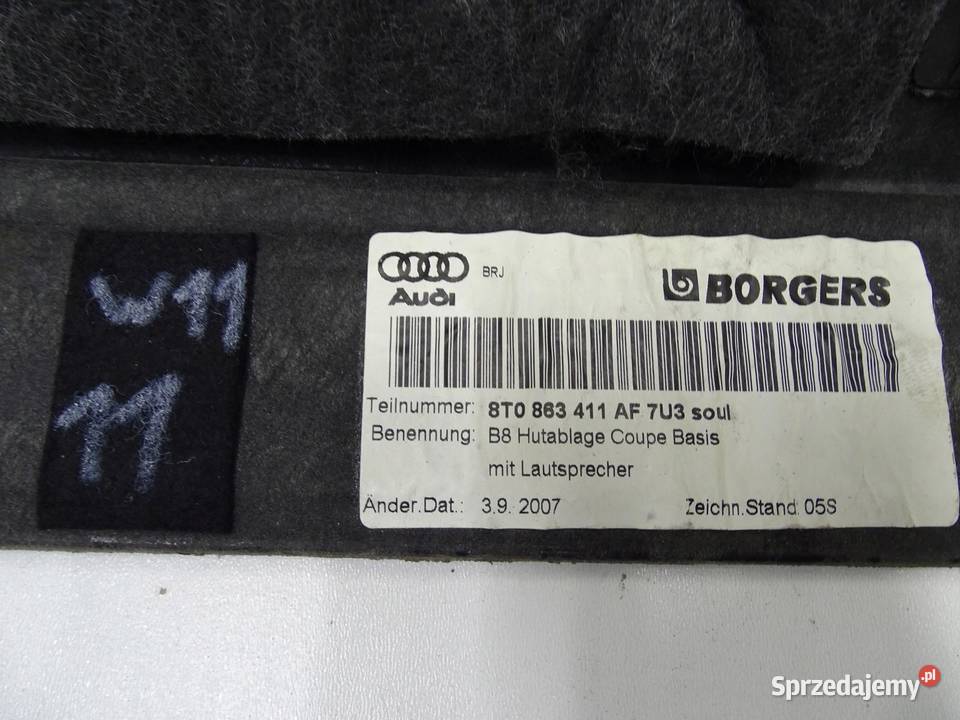 w11
11
BRJ
Audi
BORGERS
Teilnummer: 8T0 863 411 AF 7U3 soul
Benennung: B8 Hutablage Coupe Basis
mit Lautsprecher
Änder.Dat.: 3.9. 2007 Zeichn.Stand 05S
Sprzedajemy.pl